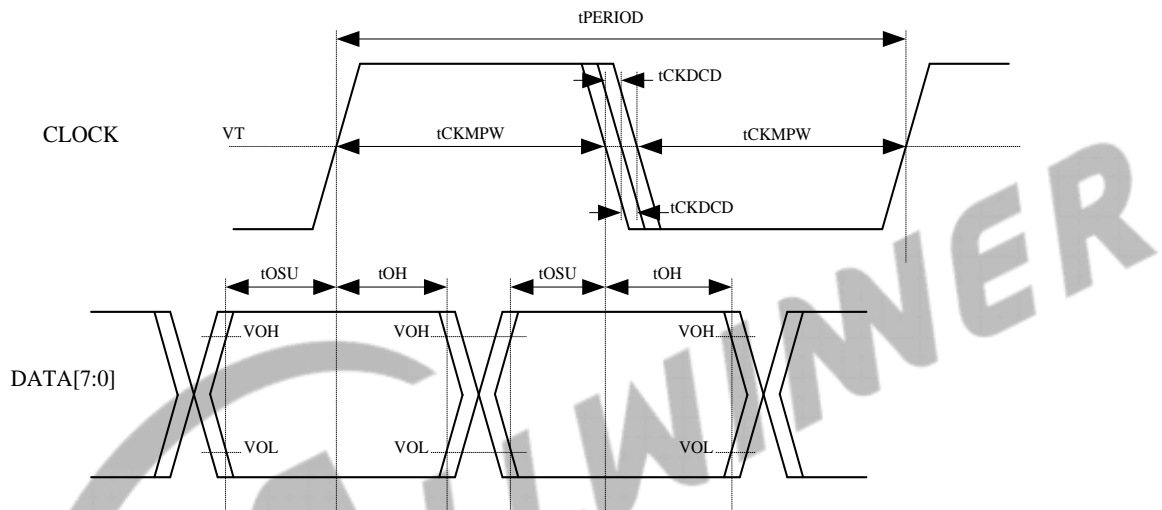 tPERIOD
tCKDCD
CLOCK VT tCKMPW tCKMPW
tCKDCD
tOSU tOH tOSU tOH
VOH VOH VOH
DATA[7:0]
VOL VOL VOL
ALLWINNER